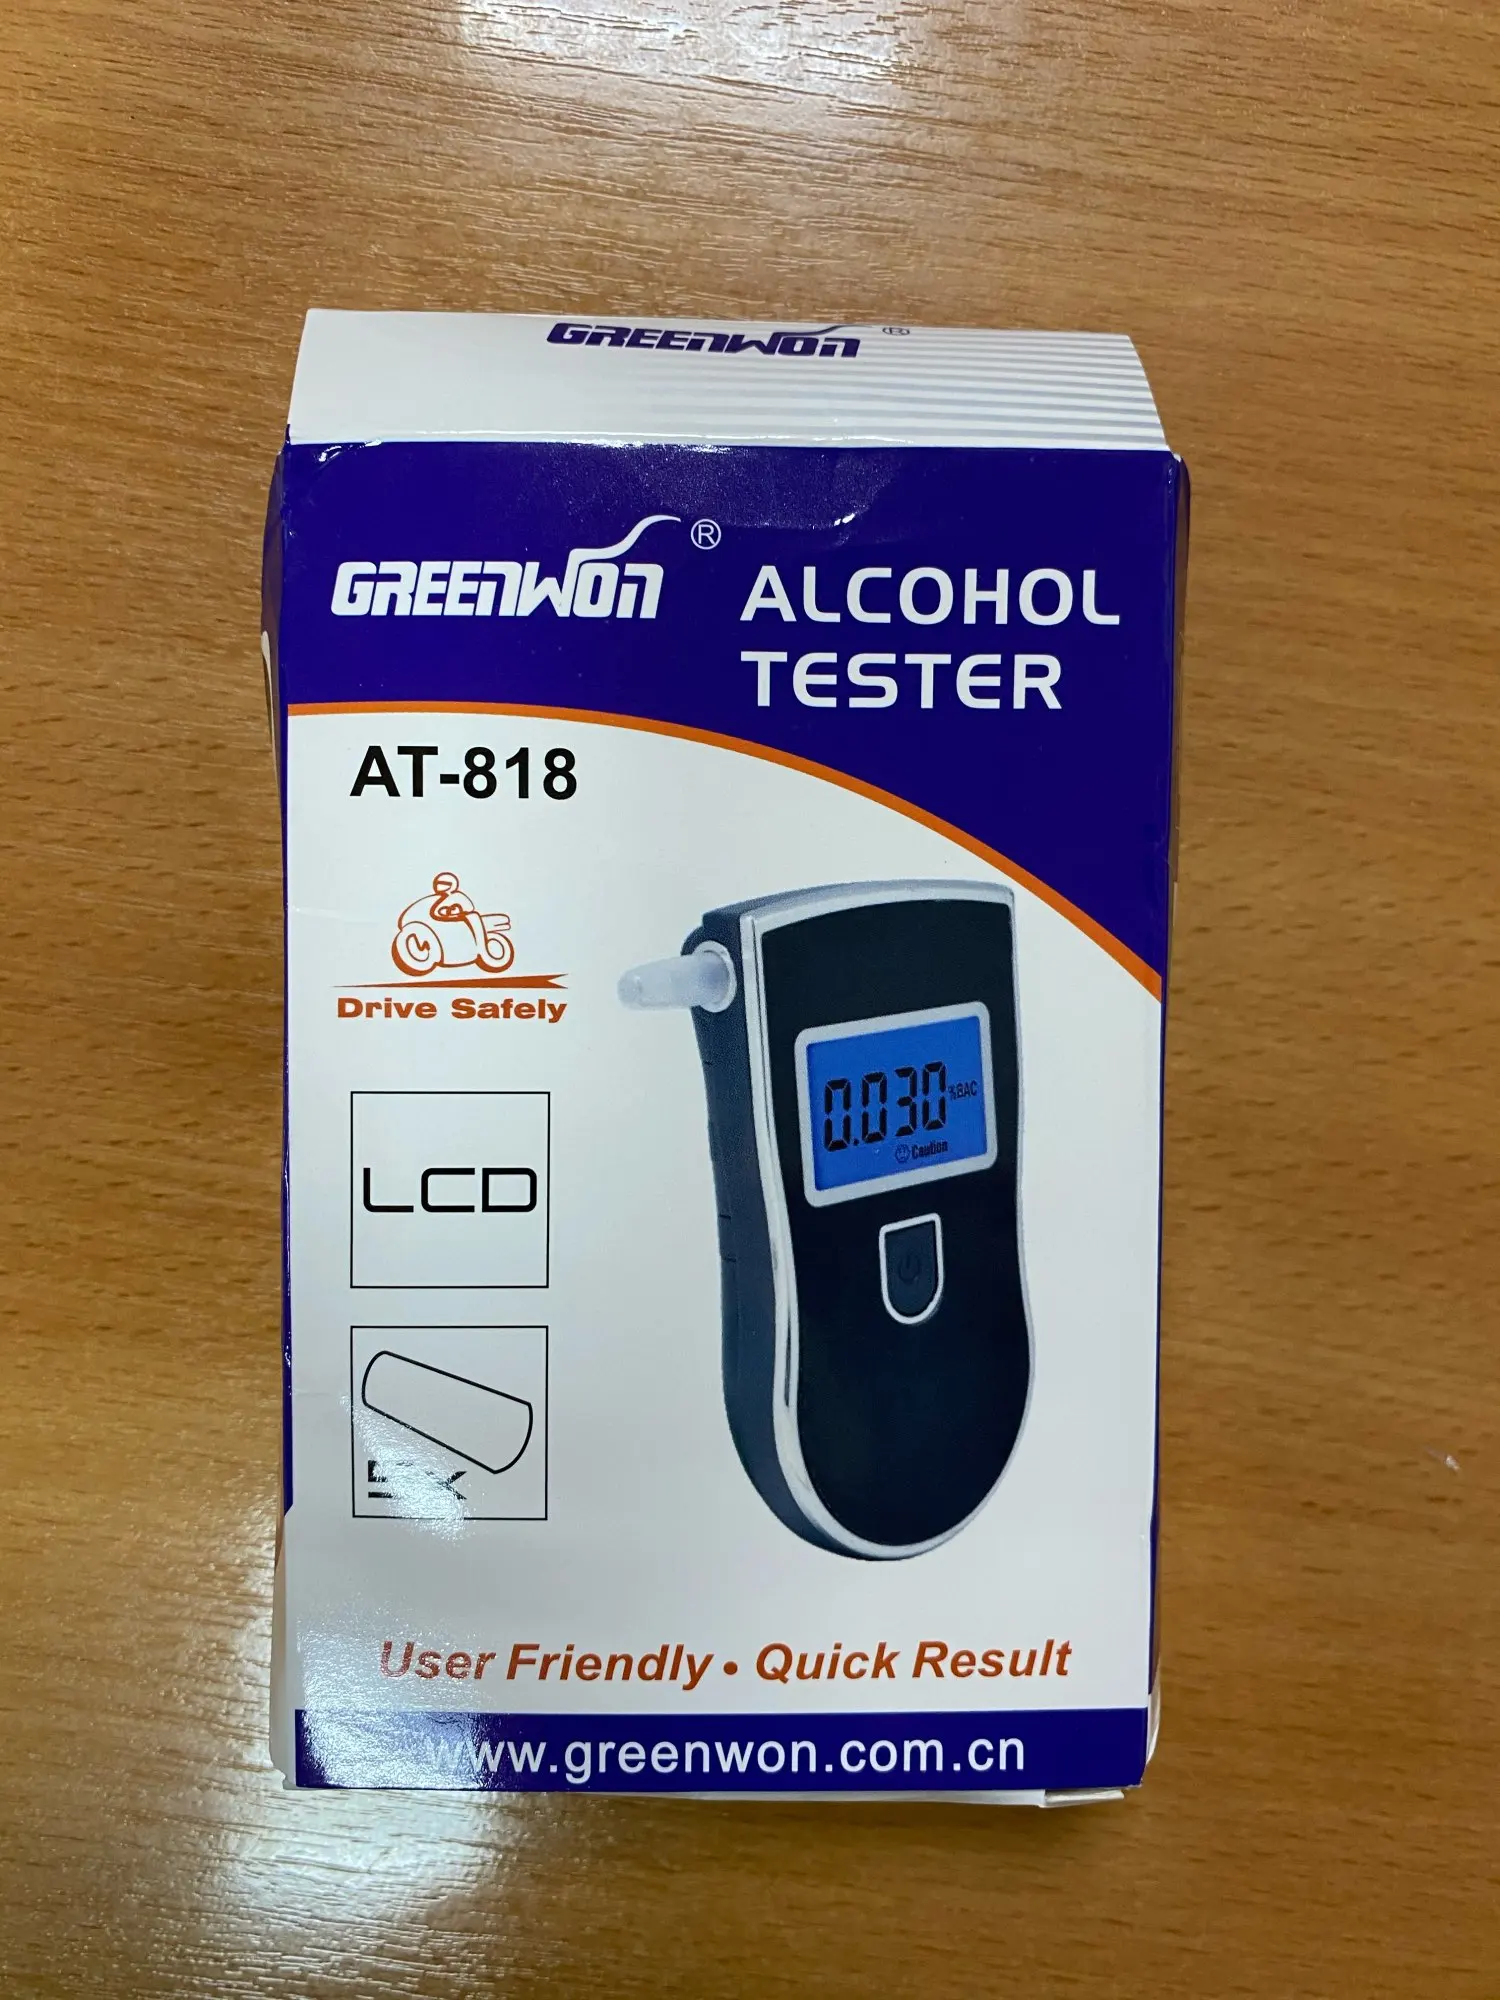 GREENWON ®
GREENWON ®
ALCOHOL
TESTER
AT-818
Drive Safely
0.030 %BAC
Caution
LCD
5X
User Friendly • Quick Result
www.greenwon.com.cn